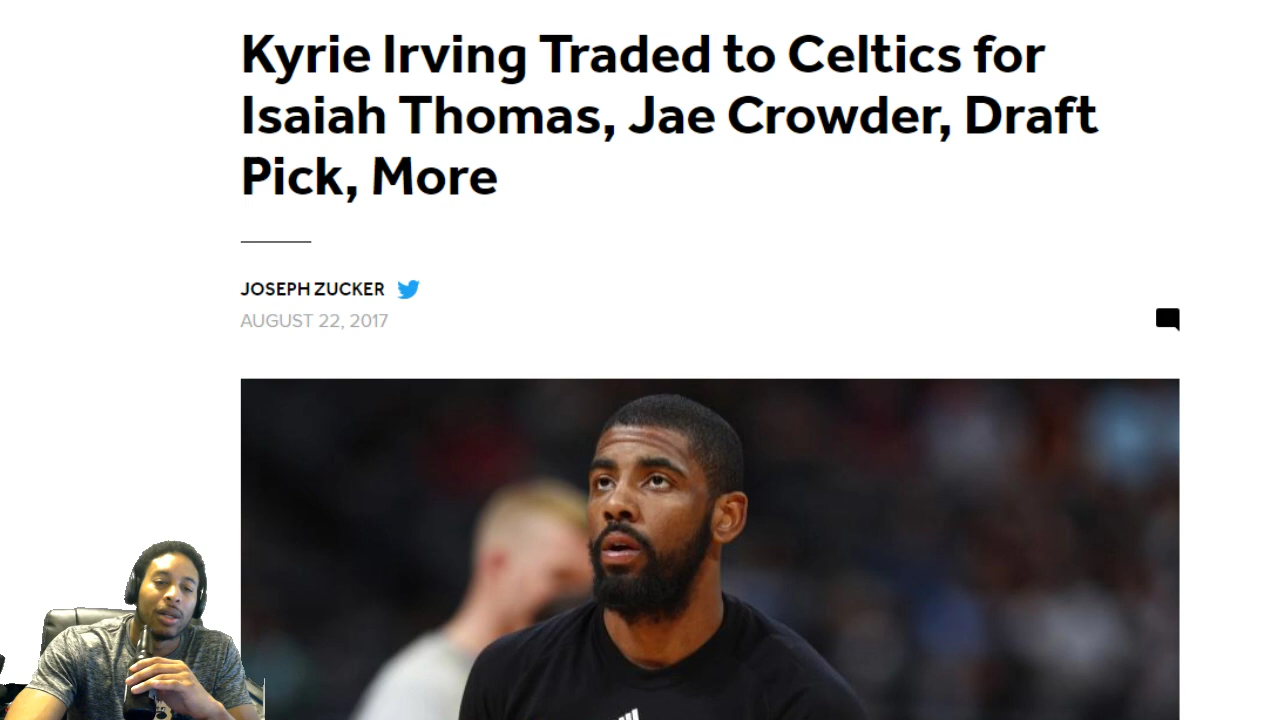 Kyrie Irving Traded to Celtics for
Isaiah Thomas, Jae Crowder, Draft
Pick, More
JOSEPH ZUCKER
AUGUST 22, 2017